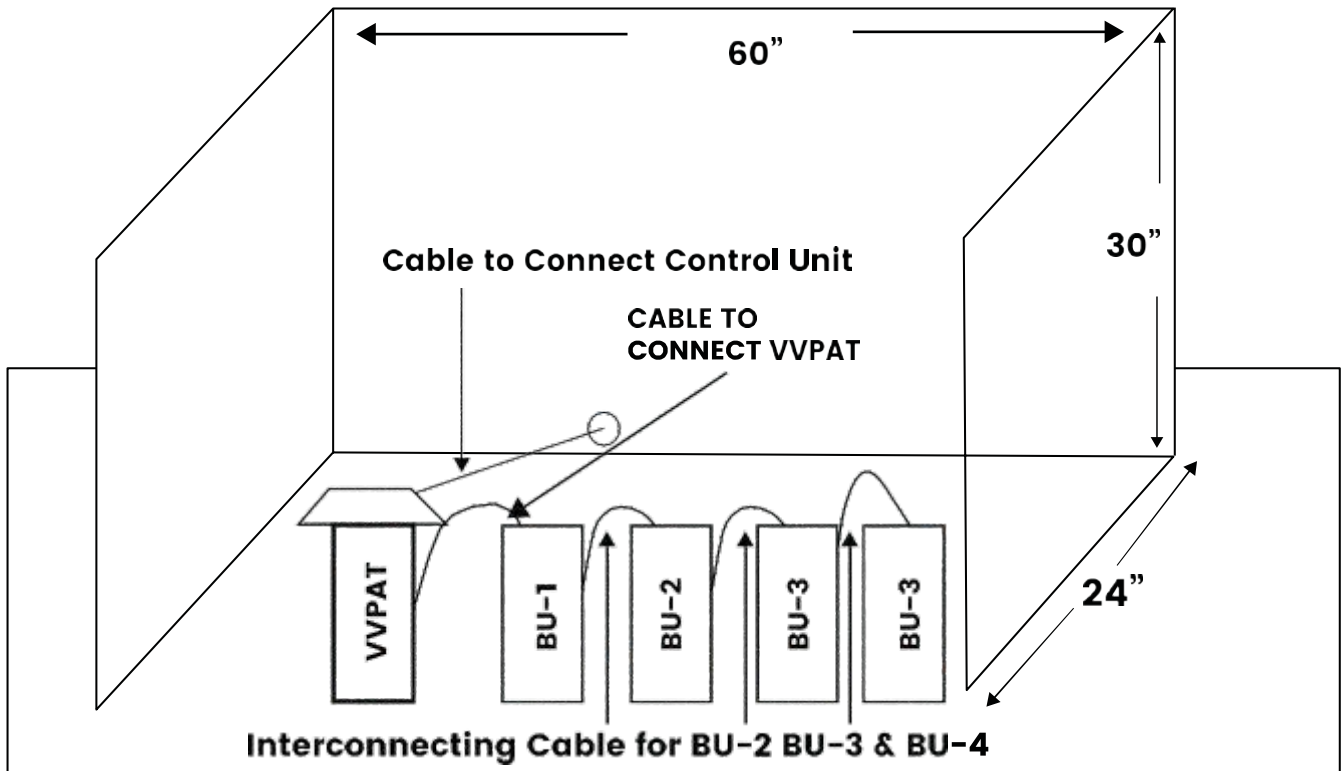 60”
30”
Cable to Connect Control Unit
CABLE TO
CONNECT VVPAT
24”
VVPAT
BU-1
BU-2
BU-3
BU-3
Interconnecting Cable for BU-2 BU-3 & BU-4